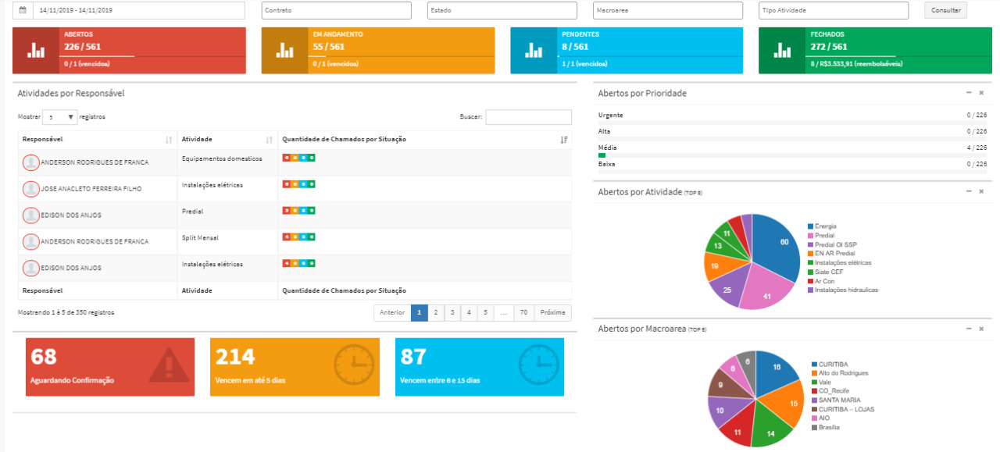 14/11/2019 - 14/11/2019
Contrato
Estado
Macroarea
Tipo Atividade
Consultar
ABERTOS
226 / 561
0 / 1 (vencidos)
EM ANDAMENTO
55 / 561
0 / 1 (vencidos)
PENDENTES
8 / 561
1 / 1 (vencidos)
FECHADOS
272 / 561
8 / R$3.533,91 (reembolsáveis)
Atividades por Responsável
Mostrar 5 registros
Buscar:
Responsável Atividade Quantidade de Chamados por Situação
ANDERSON RODRIGUES DE FRANCA Equipamentos domesticos
JOSE ANACLETO FERREIRA FILHO Instalações elétricas
EDISON DOS ANJOS Predial
ANDERSON RODRIGUES DE FRANCA Split Mensal
EDISON DOS ANJOS Instalações elétricas
Responsável Atividade Quantidade de Chamados por Situação
Mostrando 1 à 5 de 350 registros
Anterior 1 2 3 4 5 ... 70 Próxima
68
Aguardando Confirmação
214
Vencem em até 5 dias
87
Vencem entre 6 e 15 dias
Abertos por Prioridade
Urgente 0 / 226
Alta 0 / 226
Média 4 / 226
Baixa 0 / 226
Abertos por Atividade (TOP 8)
60
41
25
19
13
11
Energia
Predial
Predial OI SSP
EN AR Predial
Instalações elétricas
Siate CEF
Ar Con
Instalações hidraulicas
Abertos por Macroarea (TOP 8)
16
15
14
11
10
9
6
6
CURITIBA
Alto do Rodrigues
Vale
CO_Recife
SANTA MARIA
CURITIBA – LOJAS
AIO
Brasília